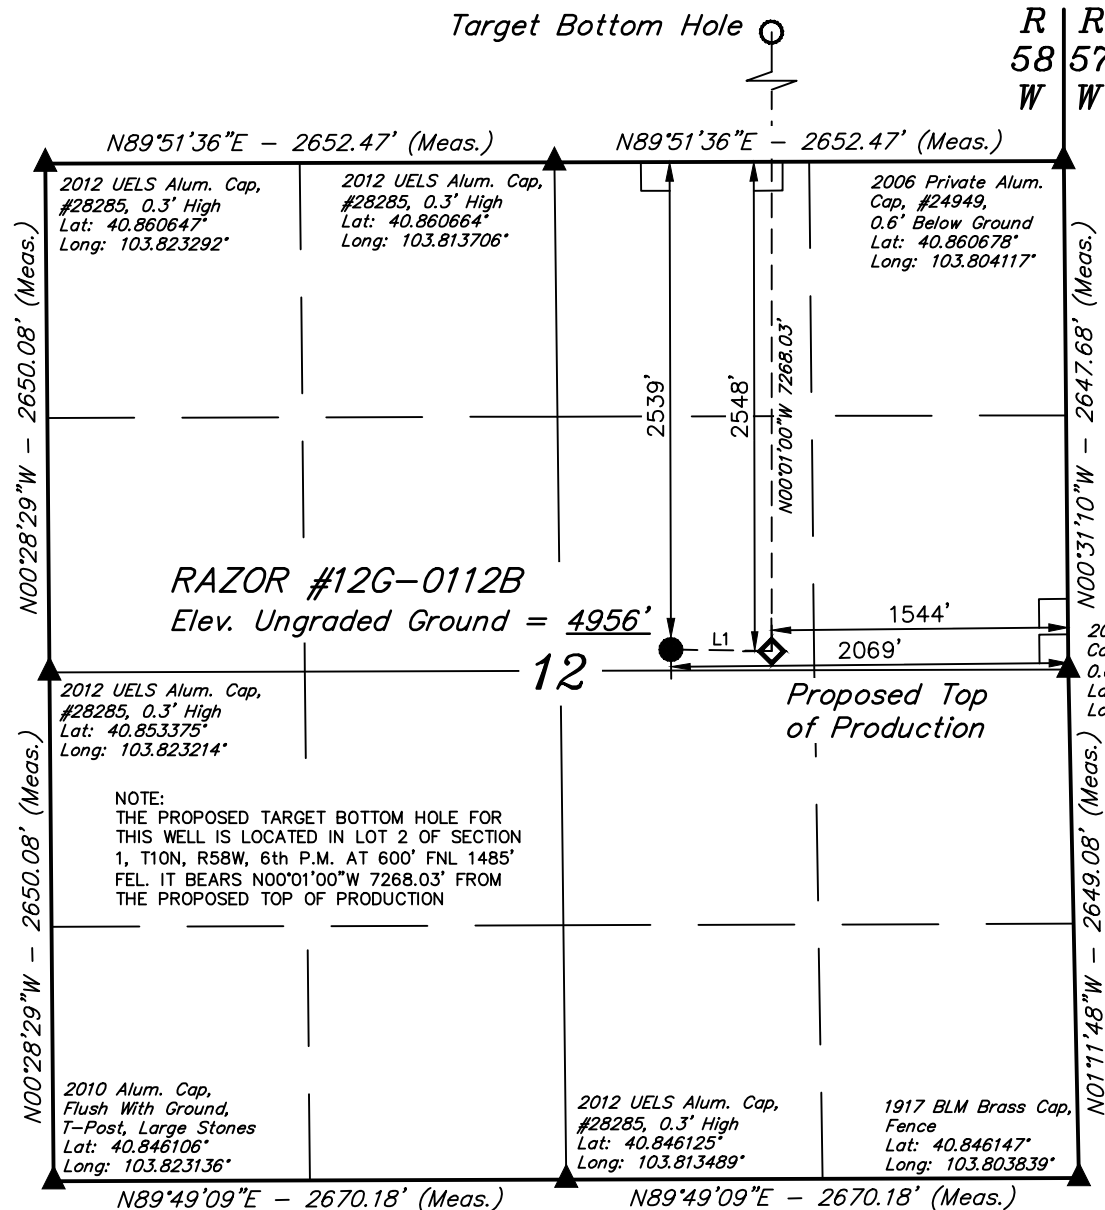 Target Bottom Hole
R R
58 57
W W
N89°51'36"E - 2652.47' (Meas.)
N89°51'36"E - 2652.47' (Meas.)
2012 UELS Alum. Cap,
#28285, 0.3' High
Lat: 40.860647°
Long: 103.823292°
2012 UELS Alum. Cap,
#28285, 0.3' High
Lat: 40.860664°
Long: 103.813706°
2006 Private Alum.
Cap, #24949,
0.6' Below Ground
Lat: 40.860678°
Long: 103.804117°
N00°28'29"W - 2650.08' (Meas.)
2539'
2548'
N00°01'00"W 7268.03'
N00°31'10"W - 2647.68' (Meas.)
RAZOR #12G-0112B
Elev. Ungraded Ground = 4956'
L1
1544'
2069'
12
Proposed Top
of Production
2012 UELS Alum. Cap,
#28285, 0.3' High
Lat: 40.853375°
Long: 103.823214°
NOTE:
THE PROPOSED TARGET BOTTOM HOLE FOR
THIS WELL IS LOCATED IN LOT 2 OF SECTION
1, T10N, R58W, 6th P.M. AT 600' FNL 1485'
FEL. IT BEARS N00°01'00"W 7268.03' FROM
THE PROPOSED TOP OF PRODUCTION
N00°28'29"W - 2650.08' (Meas.)
N01°11'48"W - 2649.08' (Meas.)
2010 Alum. Cap,
Flush With Ground,
T-Post, Large Stones
Lat: 40.846106°
Long: 103.823136°
2012 UELS Alum. Cap,
#28285, 0.3' High
Lat: 40.846125°
Long: 103.813489°
1917 BLM Brass Cap,
Fence
Lat: 40.846147°
Long: 103.803839°
N89°49'09"E - 2670.18' (Meas.)
N89°49'09"E - 2670.18' (Meas.)